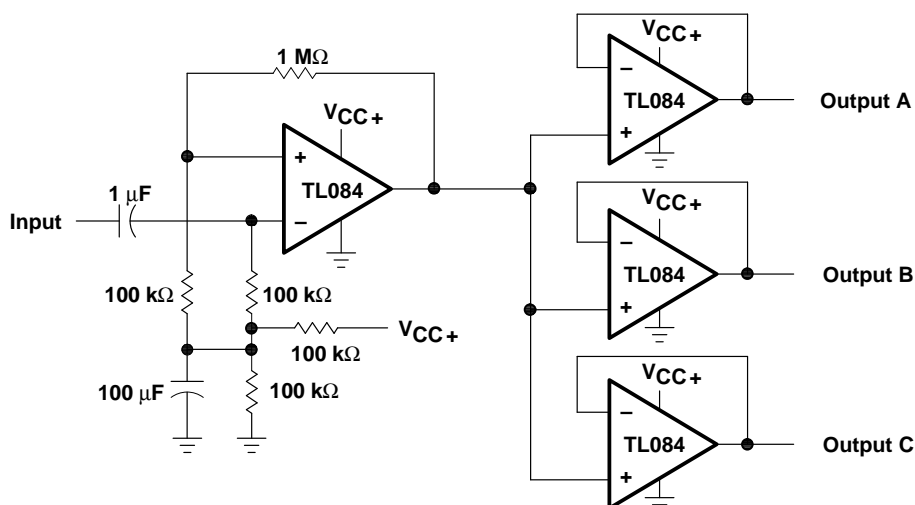 1 MΩ
VCC+
+
TL084
−
1 µF
Input
100 kΩ
100 kΩ
VCC+
100 kΩ
100 µF
100 kΩ
VCC+
−
TL084
+
Output A
VCC+
−
TL084
+
Output B
VCC+
−
TL084
+
Output C